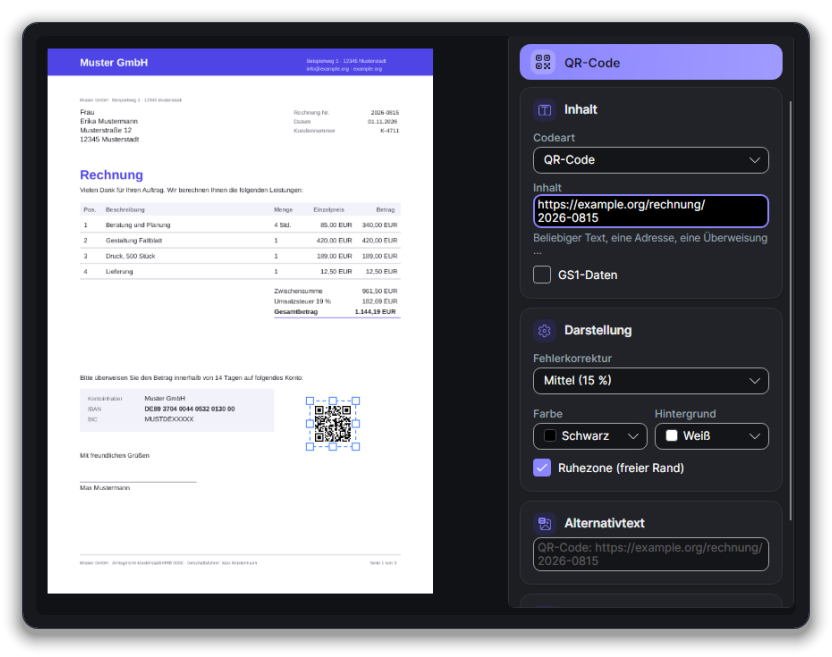 Muster GmbH
Beispielweg 1 · 12345 Musterstadt
info@example.org · example.org
Muster GmbH · Beispielweg 1 · 12345 Musterstadt
Frau
Erika Mustermann
Musterstraße 12
12345 Musterstadt
Rechnung Nr. 2026-0815
Datum 01.11.2026
Kundennummer K-4711
Rechnung
Vielen Dank für Ihren Auftrag. Wir berechnen Ihnen die folgenden Leistungen:
Pos. Beschreibung Menge Einzelpreis Betrag
1 Beratung und Planung 4 Std. 85,00 EUR 340,00 EUR
2 Gestaltung Faltblatt 1 420,00 EUR 420,00 EUR
3 Druck, 500 Stück 1 189,00 EUR 189,00 EUR
4 Lieferung 1 12,50 EUR 12,50 EUR
Zwischensumme 961,50 EUR
Umsatzsteuer 19 % 182,69 EUR
Gesamtbetrag 1.144,19 EUR
Bitte überweisen Sie den Betrag innerhalb von 14 Tagen auf folgendes Konto:
Kontoinhaber Muster GmbH
IBAN DE89 3704 0044 0532 0130 00
BIC MUSTDEXXXXX
Mit freundlichen Grüßen
Max Mustermann
Muster GmbH · Amtsgericht Musterstadt HRB · Geschäftsführer: Max Mustermann
Seite 1 von
QR-Code
Inhalt
Codeart
QR-Code
Inhalt
https://example.org/rechnung/
2026-0815
Beliebiger Text, eine Adresse, eine Überweisung
…
GS1-Daten
Darstellung
Fehlerkorrektur
Mittel (15 %)
Farbe Hintergrund
Schwarz Weiß
Ruhezone (freier Rand)
Alternativtext
QR-Code: https://example.org/rechnung/
2026-0815